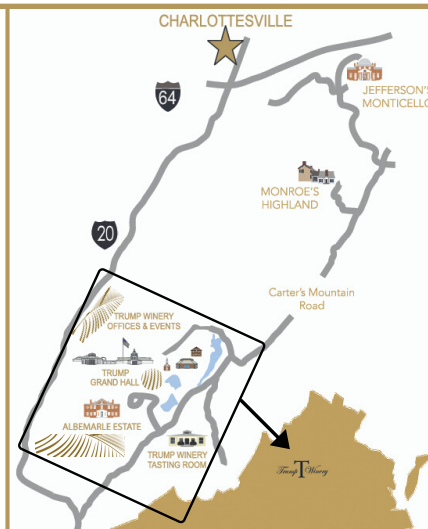 CHARLOTTESVILLE
64
JEFFERSON'S
MONTICELLO
MONROE'S
HIGHLAND
20
Carter's Mountain
Road
TRUMP WINERY
OFFICES & EVENTS
TRUMP
GRAND HALL
ALBEMARLE ESTATE
TRUMP WINERY
TASTING ROOM
Trump T Winery